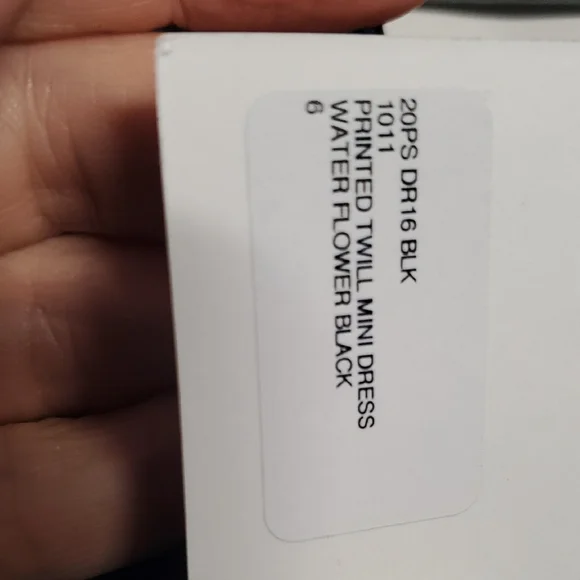 20PS DR16 BLK
1011
PRINTED TWILL MINI DRESS
WATER FLOWER BLACK
6